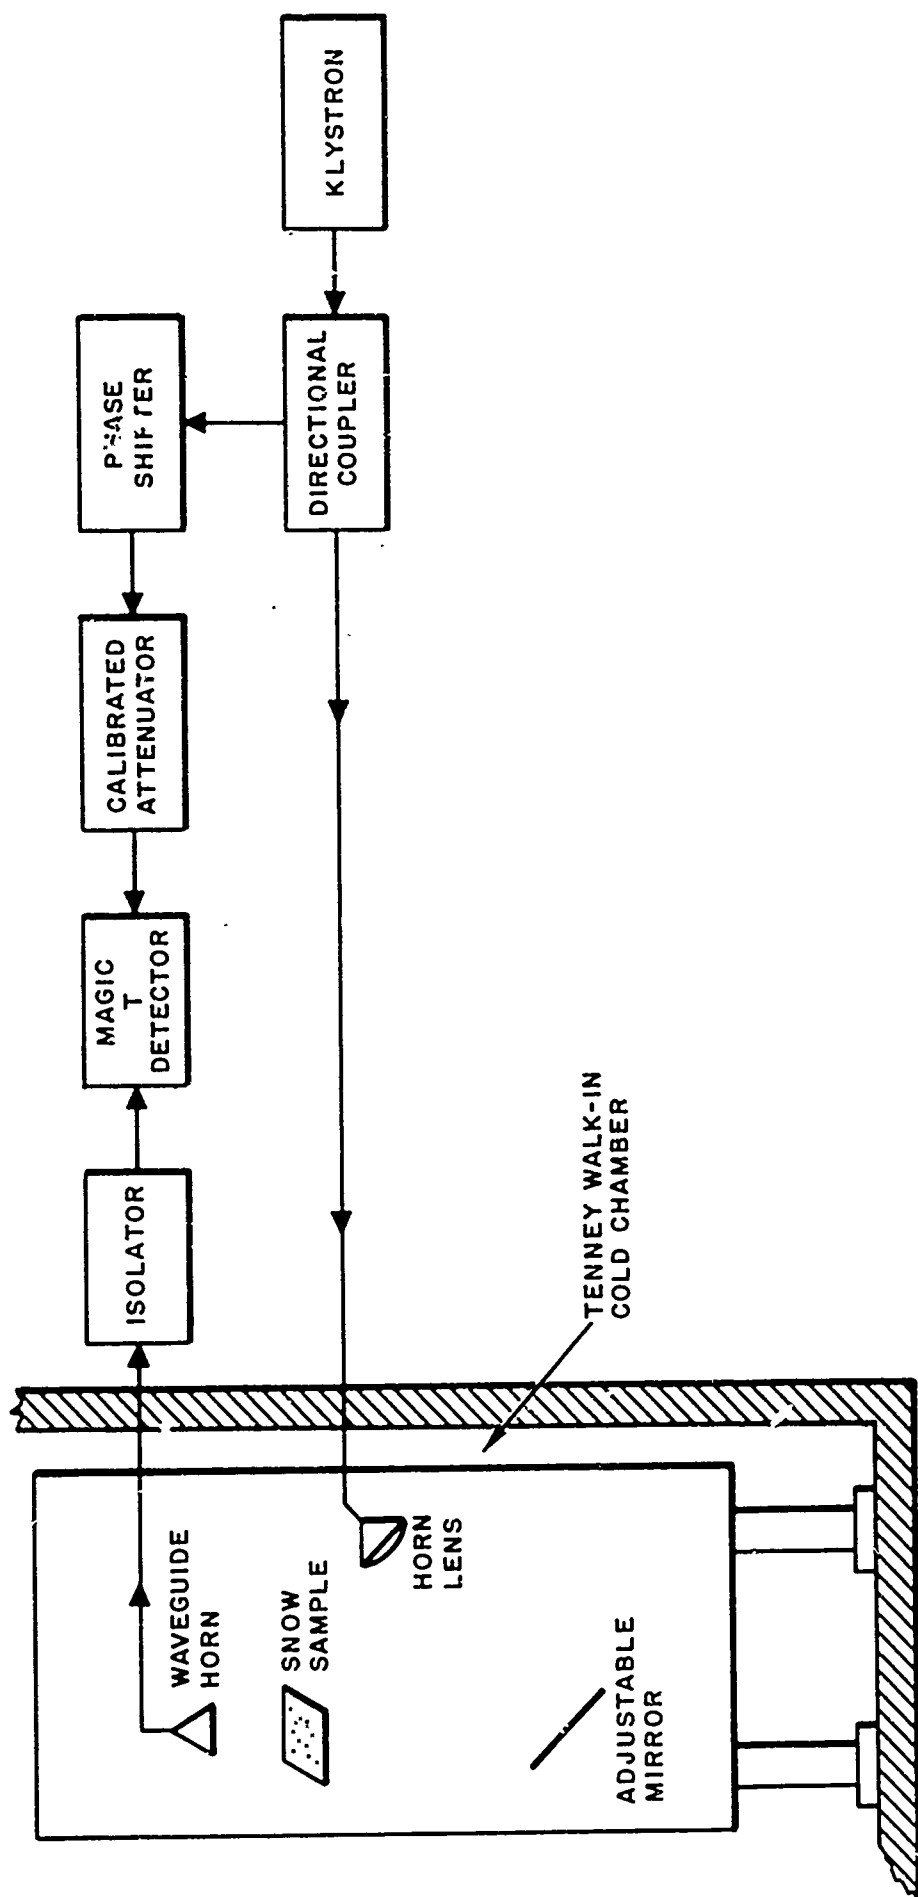 KLYSTRON
DIRECTIONAL
COUPLER
PHASE
SHIFTER
CALIBRATED
ATTENUATOR
MAGIC
T
DETECTOR
ISOLATOR
TENNEY WALK-IN
COLD CHAMBER
WAVEGUIDE
HORN
SNOW
SAMPLE
HORN
LENS
ADJUSTABLE
MIRROR